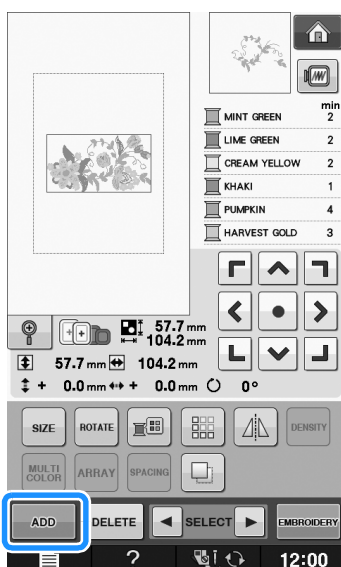 min
MINT GREEN 2
LIME GREEN 2
CREAM YELLOW 2
KHAKI 1
PUMPKIN 4
HARVEST GOLD 3
57.7 mm
104.2 mm
57.7 mm 104.2 mm
+ 0.0 mm + 0.0 mm 0°
SIZE ROTATE DENSITY
MULTI COLOR ARRAY SPACING
ADD DELETE SELECT EMBROIDERY
? 12:00